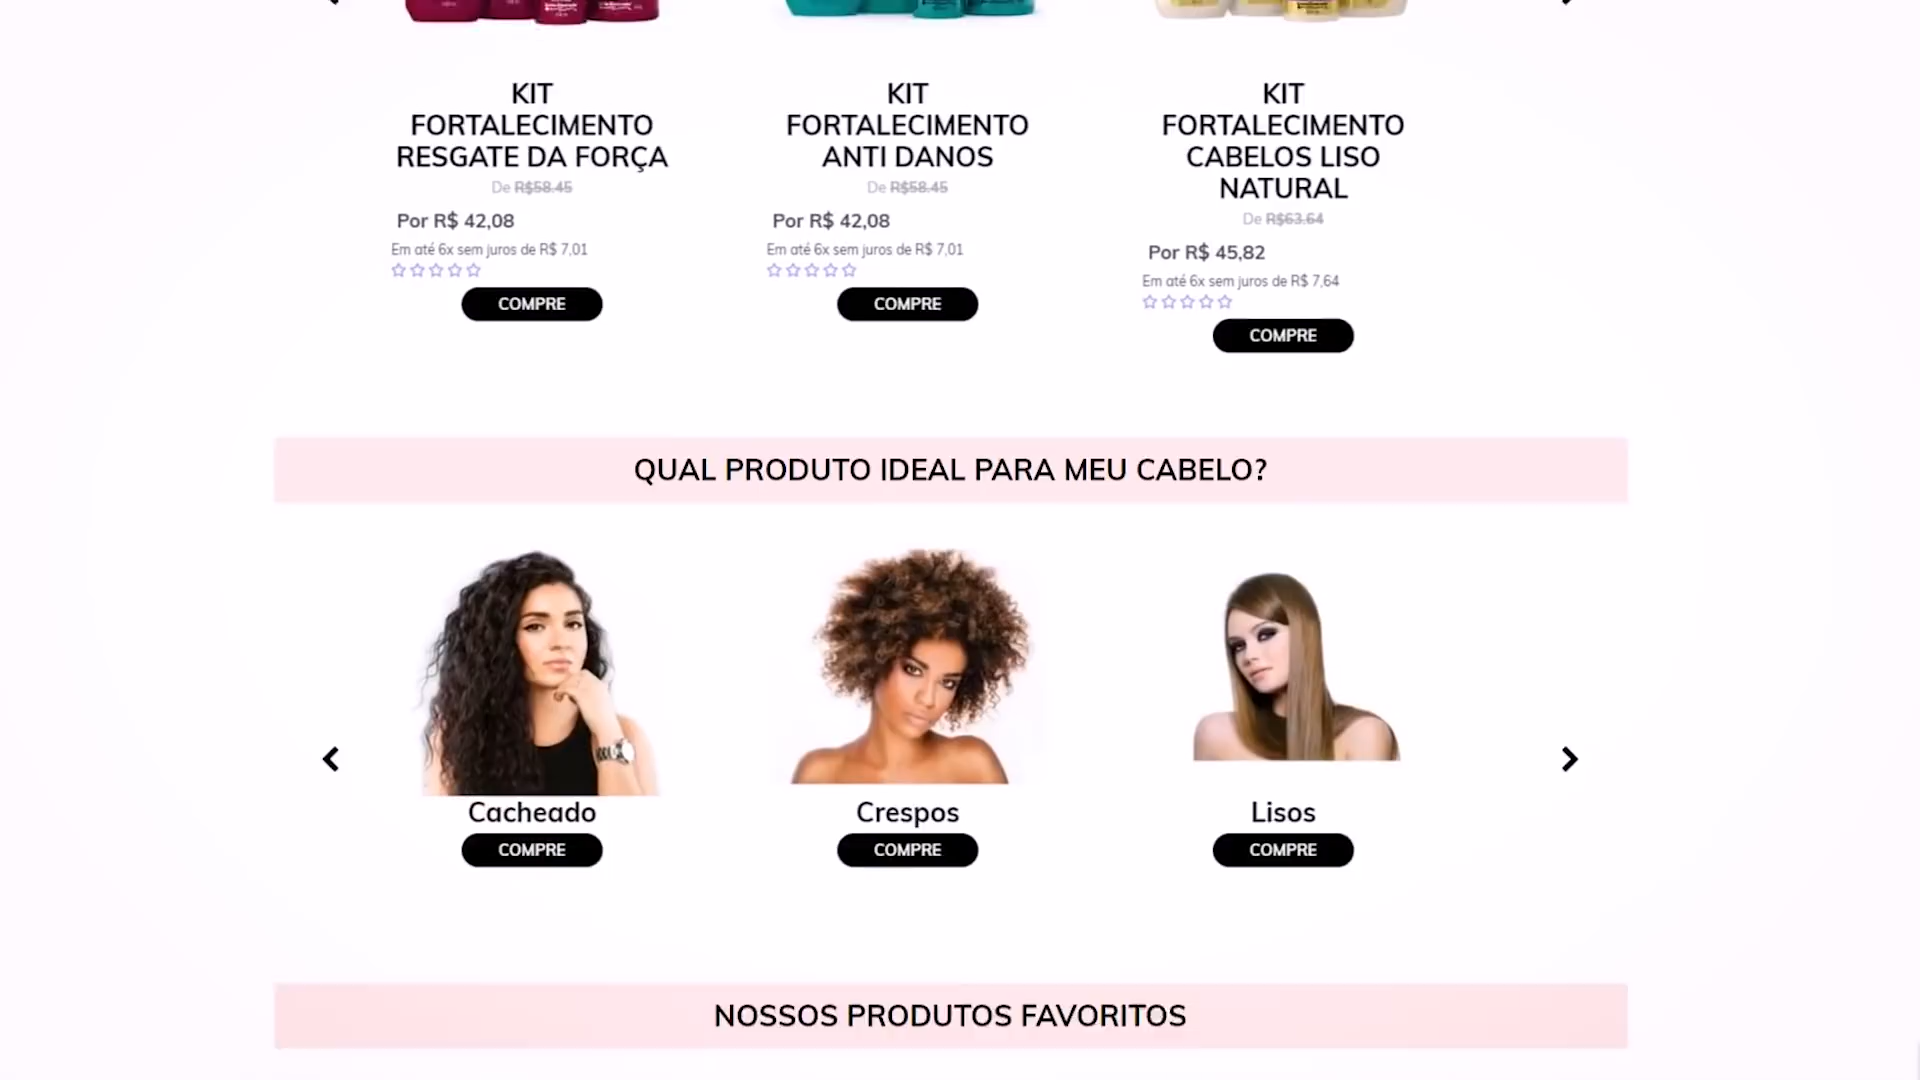 KIT
FORTALECIMENTO
RESGATE DA FORÇA
De R$58.45
Por R$ 42,08
Em até 6x sem juros de R$ 7,01
COMPRE
KIT
FORTALECIMENTO
ANTI DANOS
De R$58.45
Por R$ 42,08
Em até 6x sem juros de R$ 7,01
COMPRE
KIT
FORTALECIMENTO
CABELOS LISO
NATURAL
De R$63.64
Por R$ 45,82
Em até 6x sem juros de R$ 7,64
COMPRE
QUAL PRODUTO IDEAL PARA MEU CABELO?
Cacheado
COMPRE
Crespos
COMPRE
Lisos
COMPRE
NOSSOS PRODUTOS FAVORITOS